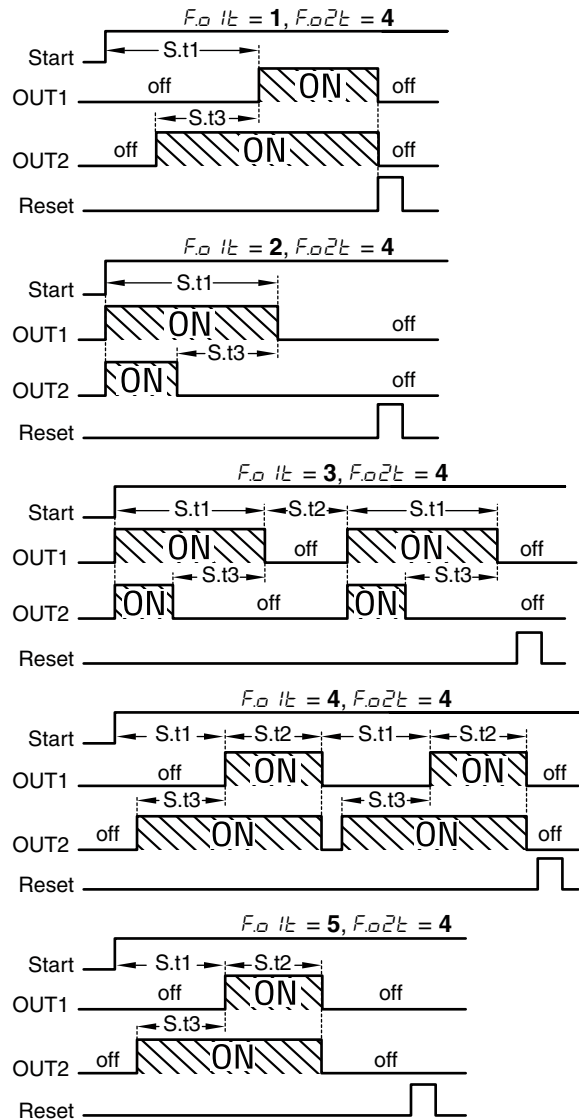 F.o1t = 1, F.o2t = 4
Start S.t1
OUT1 off ON off
S.t3
OUT2 off ON off
Reset
F.o1t = 2, F.o2t = 4
Start S.t1
OUT1 ON off
S.t3
OUT2 ON off
Reset
F.o1t = 3, F.o2t = 4
Start S.t1 S.t2 S.t1
OUT1 ON off ON off
S.t3 S.t3
OUT2 ON off ON off
Reset
F.o1t = 4, F.o2t = 4
Start S.t1 S.t2 S.t1 S.t2
OUT1 off ON ON off
S.t3 S.t3
OUT2 off ON ON off
Reset
F.o1t = 5, F.o2t = 4
Start S.t1 S.t2
OUT1 off ON off
S.t3
OUT2 off ON off
Reset